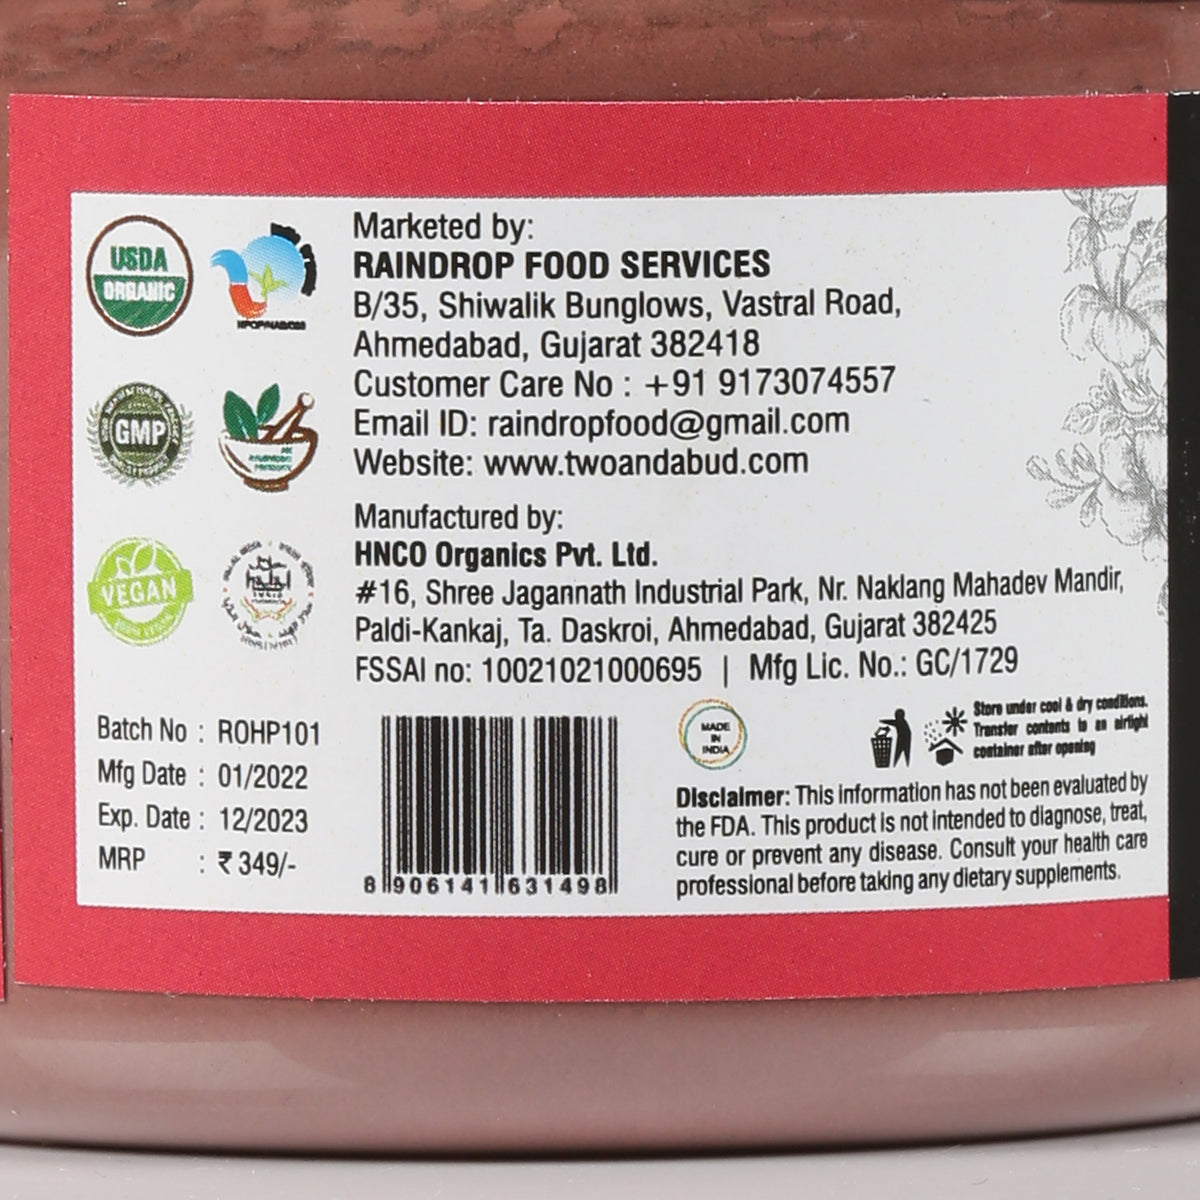 USDA
ORGANIC
GMP
VEGAN
Marketed by:
RAINDROP FOOD SERVICES
B/35, Shiwalik Bunglows, Vastral Road,
Ahmedabad, Gujarat 382418
Customer Care No : +91 9173074557
Email ID: raindropfood@gmail.com
Website: www.twoandabud.com
Manufactured by:
HNCO Organics Pvt. Ltd.
#16, Shree Jagannath Industrial Park, Nr. Naklang Mahadev Mandir,
Paldi-Kankaj, Ta. Daskroi, Ahmedabad, Gujarat 382425
FSSAI no: 10021021000695 | Mfg Lic. No.: GC/1729
Batch No : ROHP101
Mfg Date : 01/2022
Exp. Date : 12/2023
MRP : ₹ 349/-
8 906141 631498
MADE
IN
INDIA
Store under cool & dry conditions.
Transfer contents to an airtight
container after opening
Disclaimer: This information has not been evaluated by
the FDA. This product is not intended to diagnose, treat,
cure or prevent any disease. Consult your health care
professional before taking any dietary supplements.